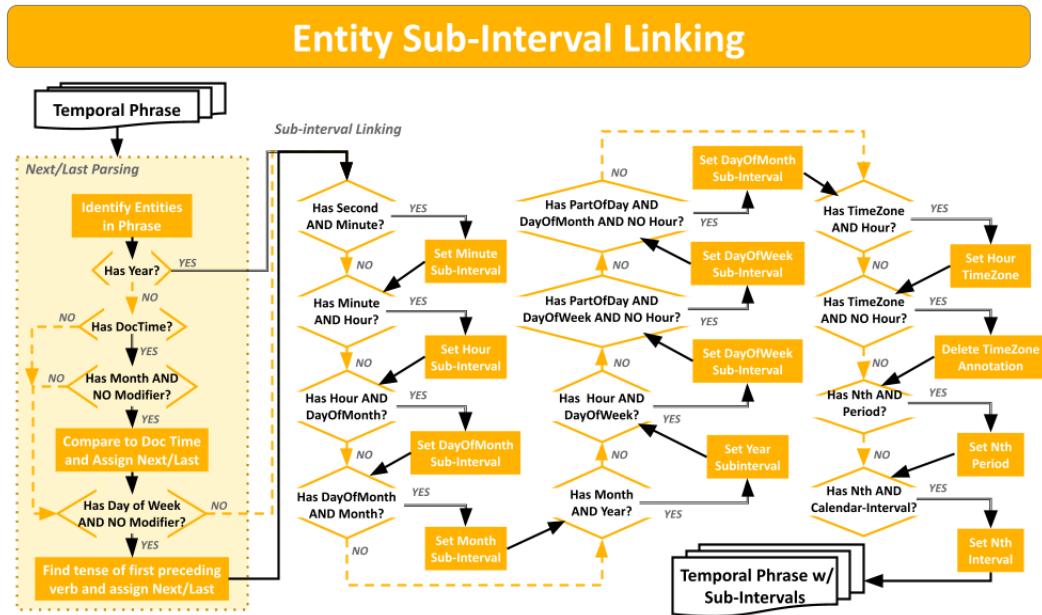 Entity Sub-Interval Linking
Temporal Phrase
Next/Last Parsing
Identify Entities
in Phrase
Has Year?
YES
NO
Has DocTime?
NO
YES
Has Month AND
NO Modifier?
NO
YES
Compare to Doc Time
and Assign Next/Last
Has Day of Week
AND NO Modifier?
NO
YES
Find tense of first preceding
verb and assign Next/Last
Sub-interval Linking
Has Second
AND Minute?
YES
Set Minute
Sub-Interval
NO
Has Minute
AND Hour?
YES
Set Hour
Sub-Interval
NO
Has Hour AND
DayOfMonth?
YES
Set DayOfMonth
Sub-Interval
NO
Has DayOfMonth
AND Month?
YES
Set Month
Sub-Interval
NO
Has Month
AND Year?
YES
Set Year
Subinterval
NO
Has Hour AND
DayOfWeek?
YES
Set DayOfWeek
Sub-Interval
NO
Has PartOfDay AND
DayOfWeek AND NO Hour?
YES
Set DayOfWeek
Sub-Interval
NO
Has PartOfDay AND
DayOfMonth AND NO Hour?
YES
Set DayOfMonth
Sub-Interval
NO
Has TimeZone
AND Hour?
YES
Set Hour
TimeZone
NO
Has TimeZone
AND NO Hour?
YES
Delete TimeZone
Annotation
NO
Has Nth AND
Period?
YES
Set Nth
Period
NO
Has Nth AND
Calendar-Interval?
YES
Set Nth
Interval
Temporal Phrase w/
Sub-Intervals